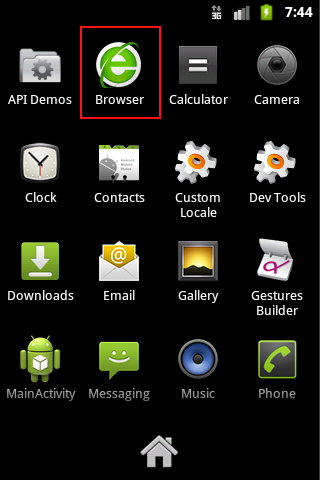 3G 7:44
API Demos Browser Calculator Camera
Clock Contacts Custom Locale Dev Tools
Downloads Email Gallery Gestures Builder
MainActivity Messaging Music Phone